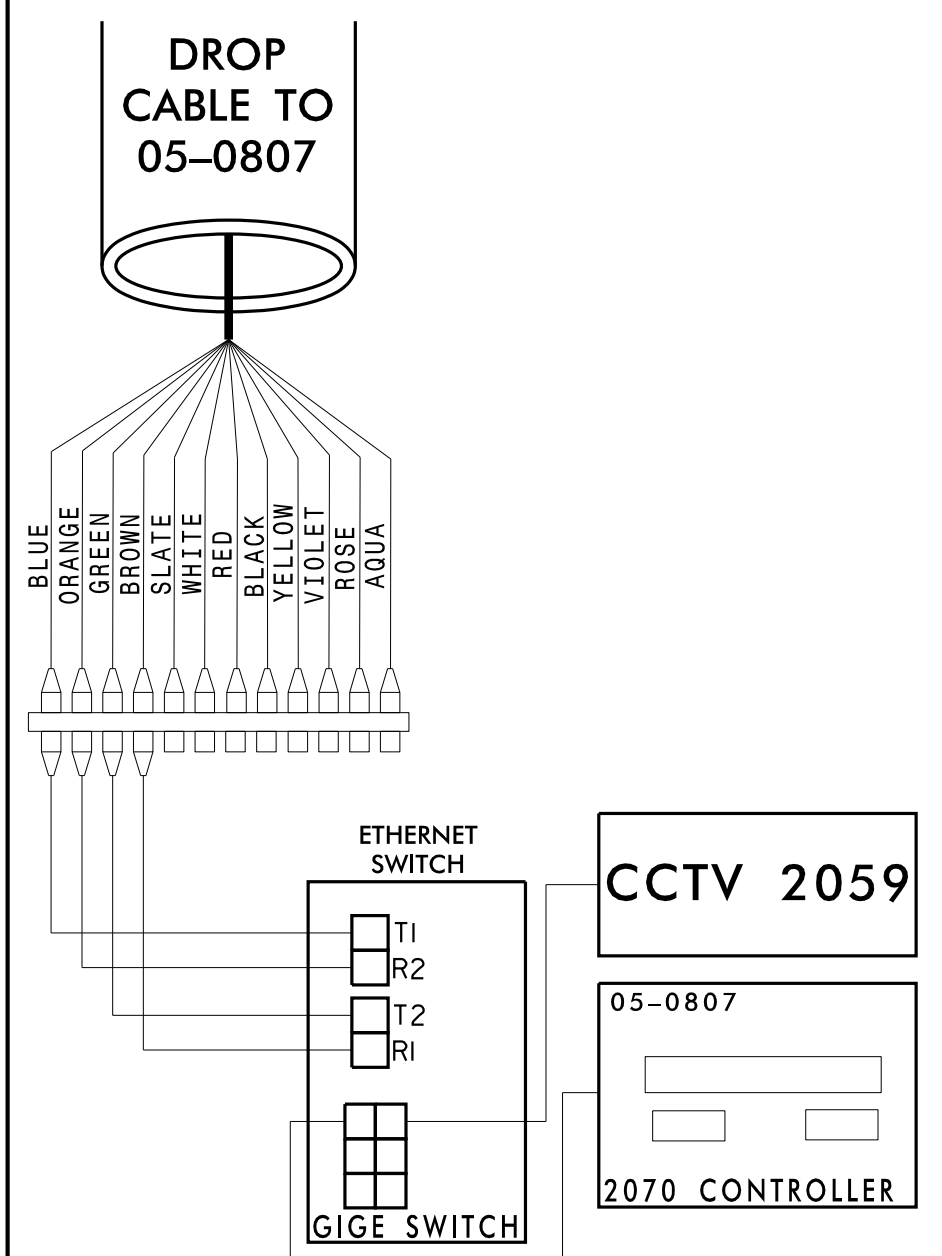 DROP
CABLE TO
05–0807
BLUE
ORANGE
GREEN
BROWN
SLATE
WHITE
RED
BLACK
YELLOW
VIOLET
ROSE
AQUA
ETHERNET
SWITCH
T1
R2
T2
R1
GIGE SWITCH
CCTV 2059
05–0807
2070 CONTROLLER